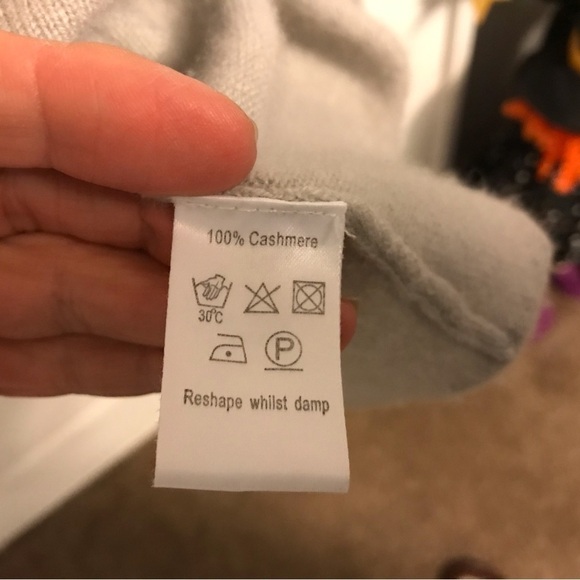 100% Cashmere
30°C
P
Reshape whilst damp